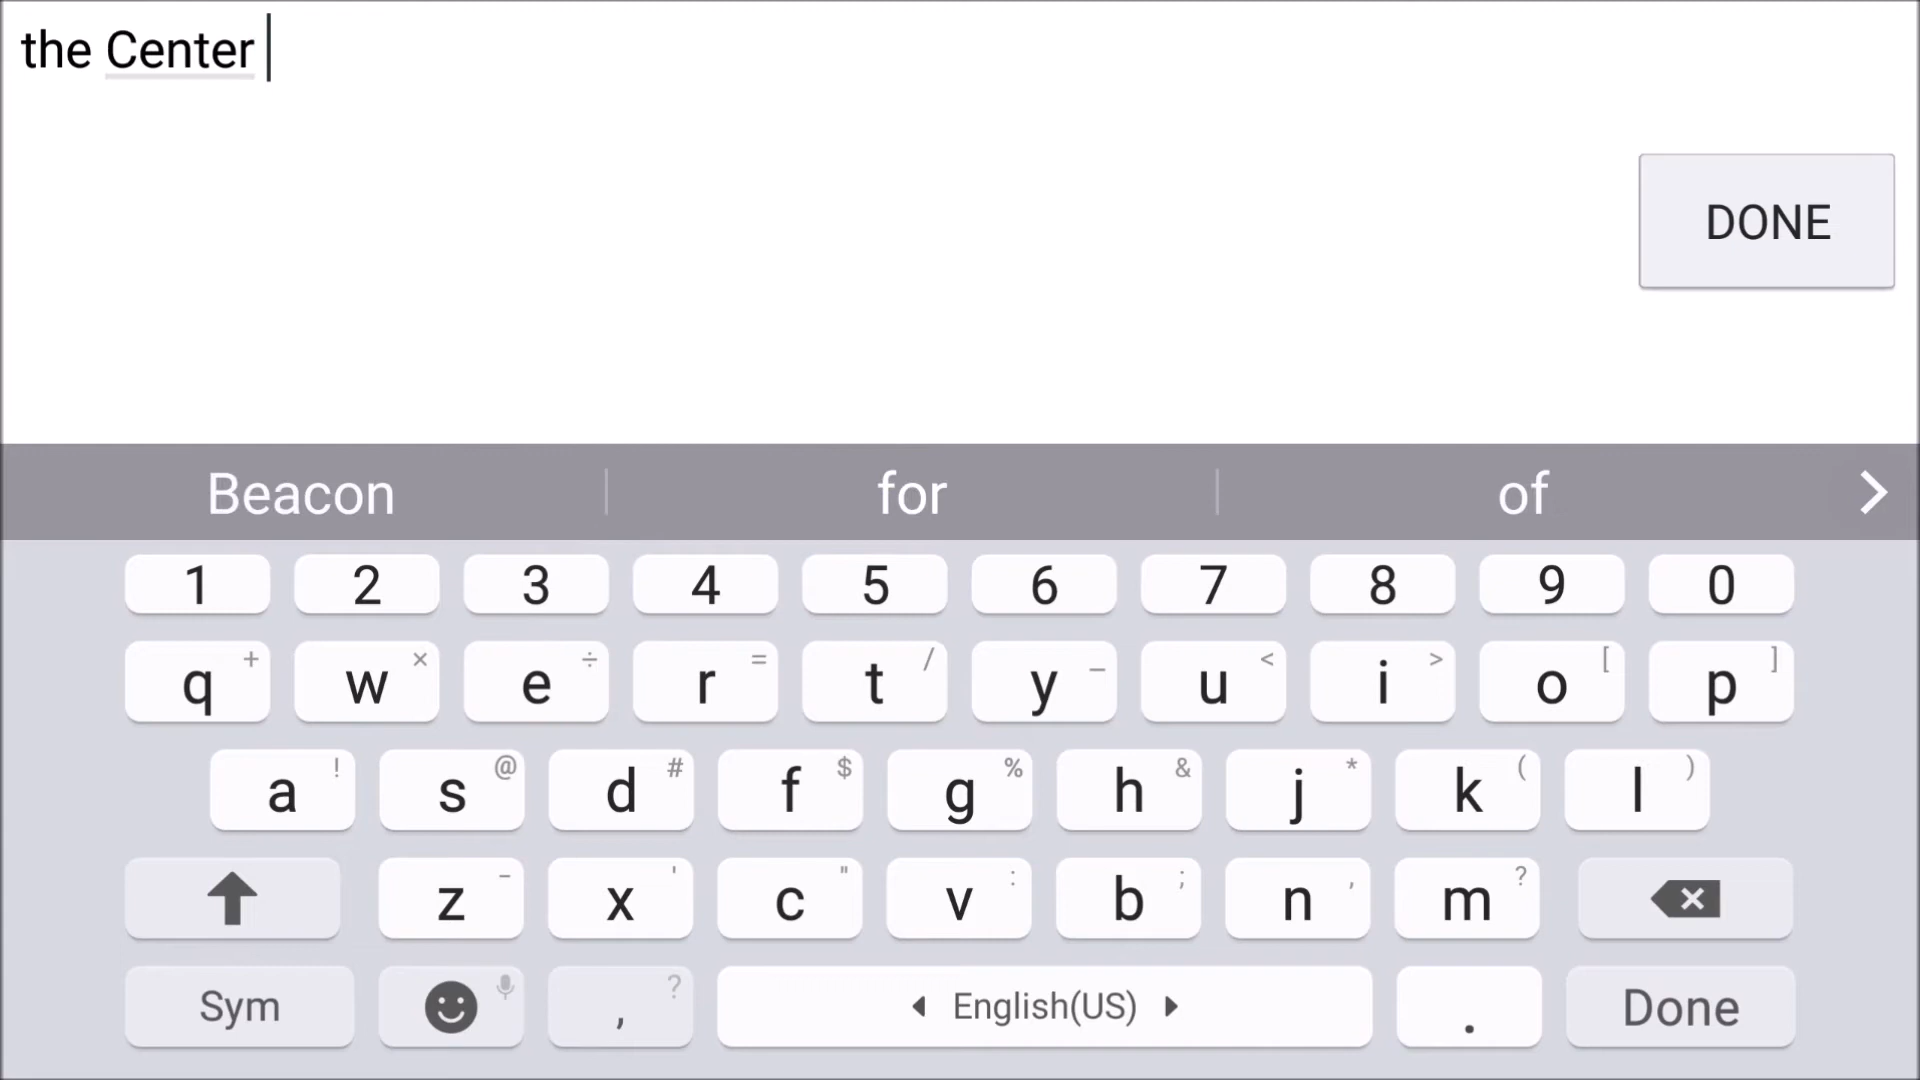 the Center
DONE
Beacon for of
1 2 3 4 5 6 7 8 9 0
q + w × e ÷ r = t / y _ u < i > o [ p ]
a ! s @ d # f $ g % h & j * k ( l )
z - x ' c " v : b ; n , m ?
Sym , ? English(US) . Done